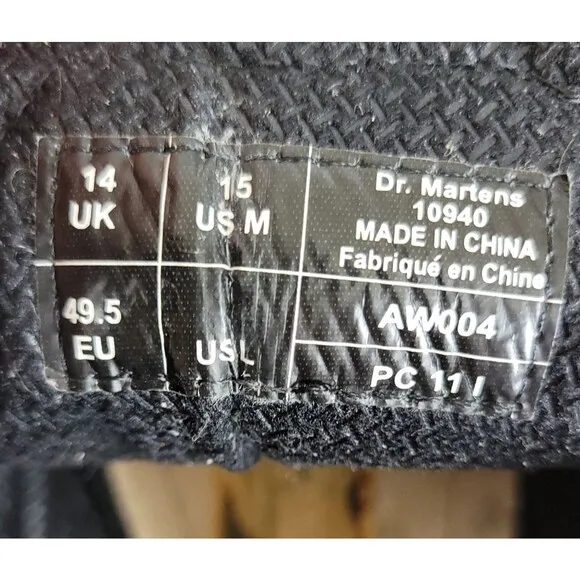 14
UK
15
US M
Dr. Martens
10940
MADE IN CHINA
Fabriqué en Chine
49.5
EU
USL
AW004
PC 11 /